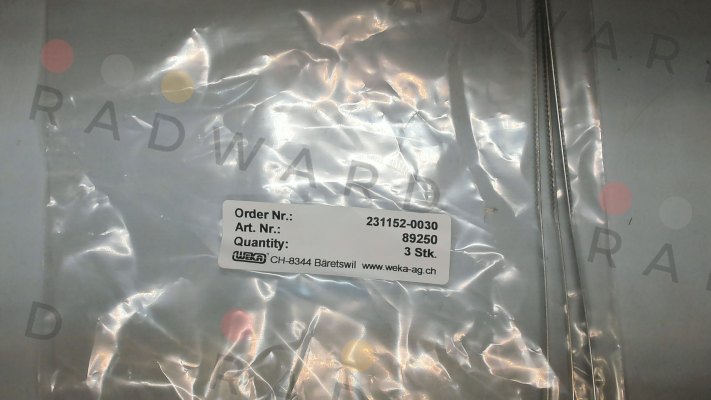 RADWARD
RADWARD
Order Nr.: 231152-0030
Art. Nr.: 89250
Quantity: 3 Stk.
WEKA CH-8344 Bäretswil www.weka-ag.ch